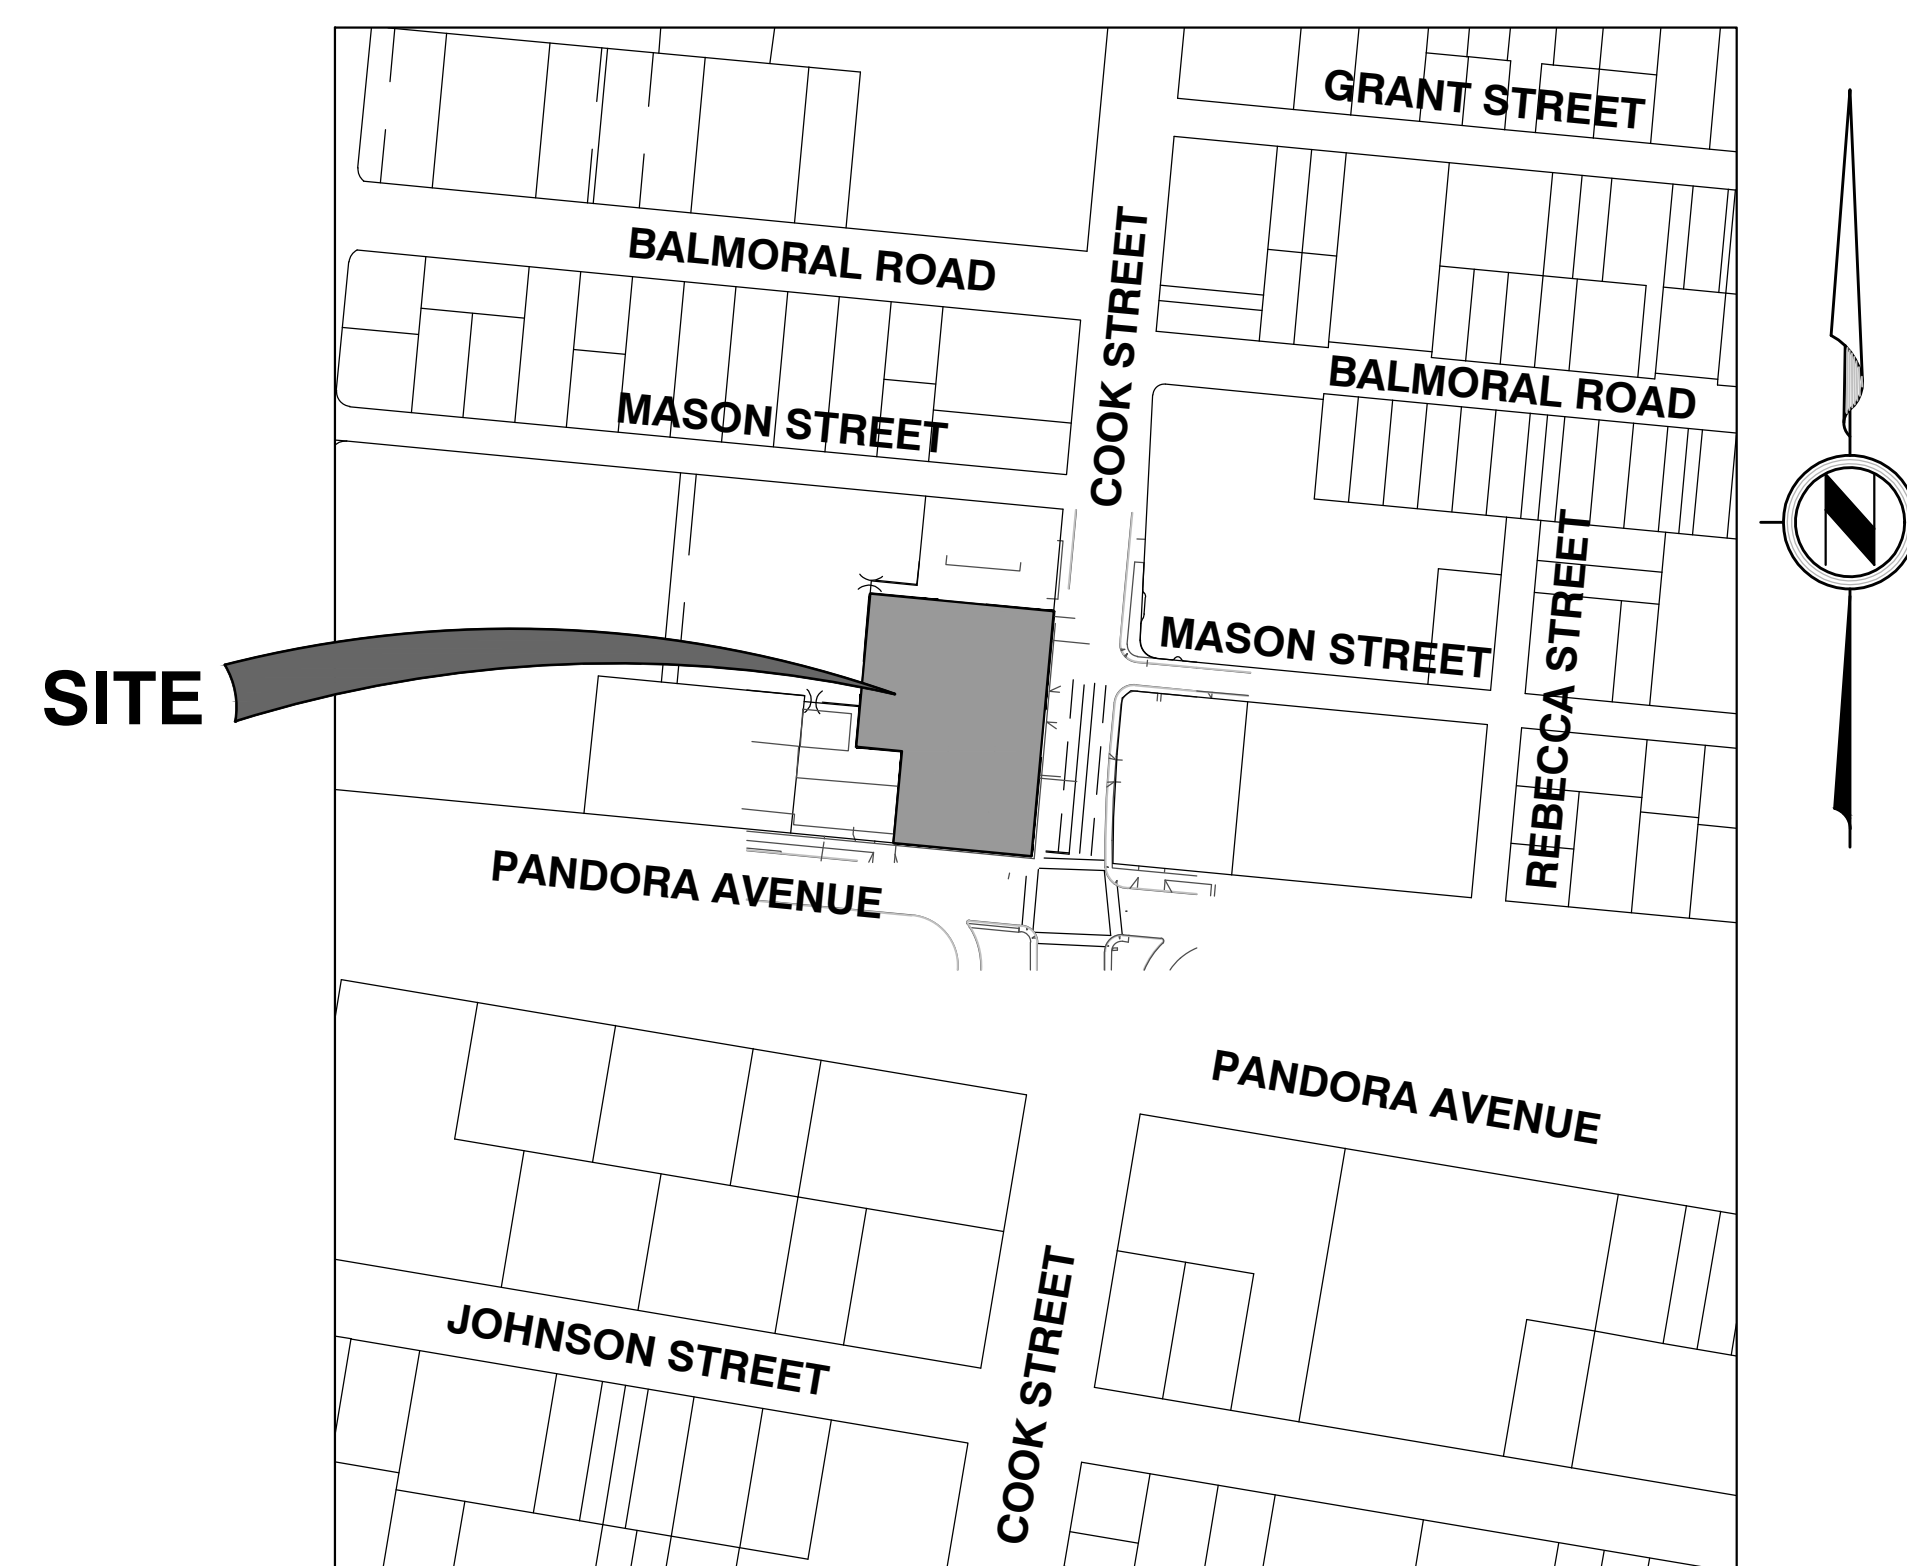 GRANT STREET
BALMORAL ROAD
COOK STREET
BALMORAL ROAD
MASON STREET
N
REBECCA STREET
MASON STREET
SITE
PANDORA AVENUE
PANDORA AVENUE
JOHNSON STREET
COOK STREET